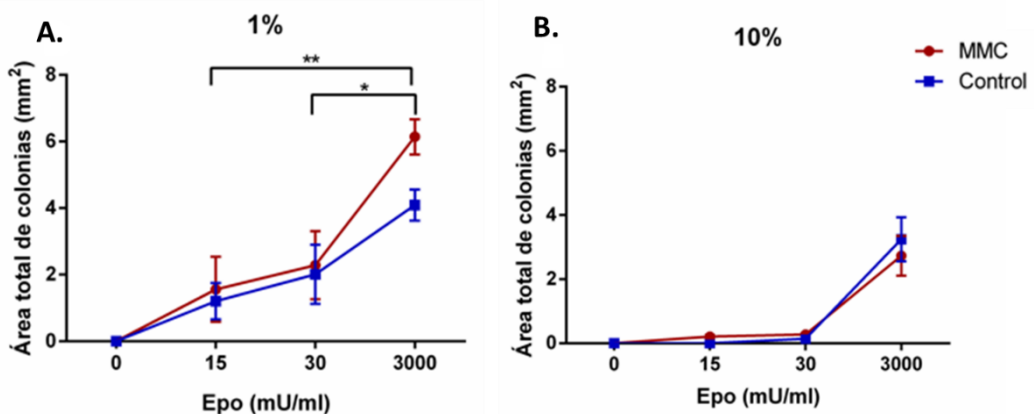 A.
1%
**
*
Área total de colonias (mm²)
8
6
4
2
0
0 15 30 3000
Epo (mU/ml)
B.
10%
MMC
Control
Área total de colonias (mm²)
8
6
4
2
0
0 15 30 3000
Epo (mU/ml)